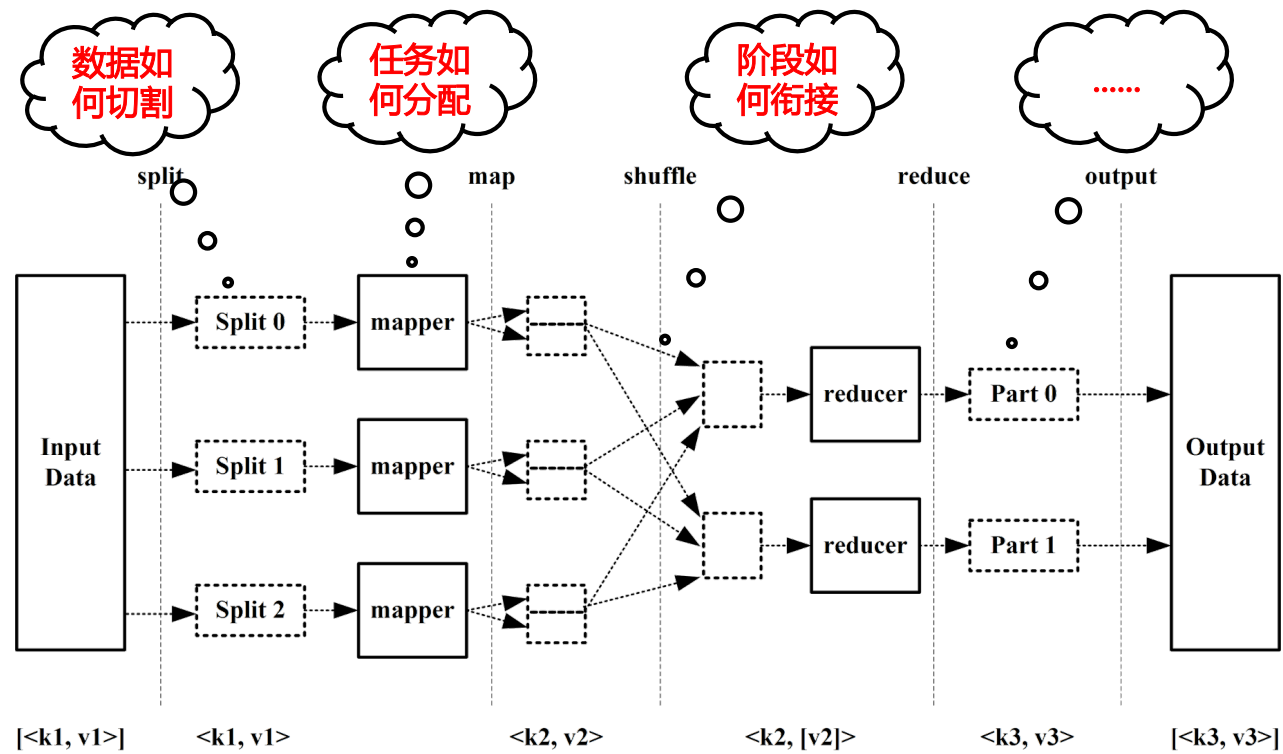 数据如
何切割
任务如
何分配
阶段如
何衔接
……
split
map
shuffle
reduce
output
Input
Data
Split 0
mapper
Split 1
mapper
Split 2
mapper
reducer
Part 0
reducer
Part 1
Output
Data
[<k1, v1>]
<k1, v1>
<k2, v2>
<k2, [v2]>
<k3, v3>
[<k3, v3>]